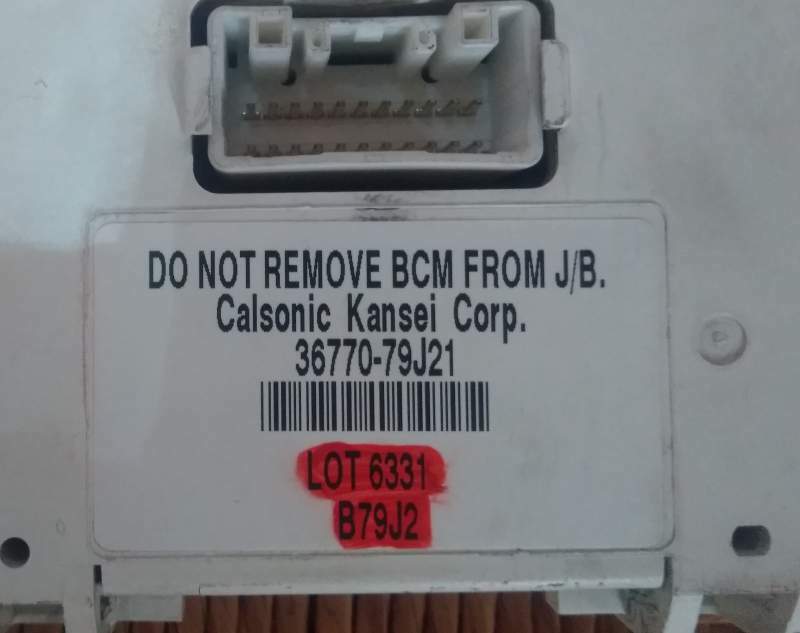 DO NOT REMOVE BCM FROM J/B.
Calsonic Kansei Corp.
36770-79J21
LOT 6331
B79J2